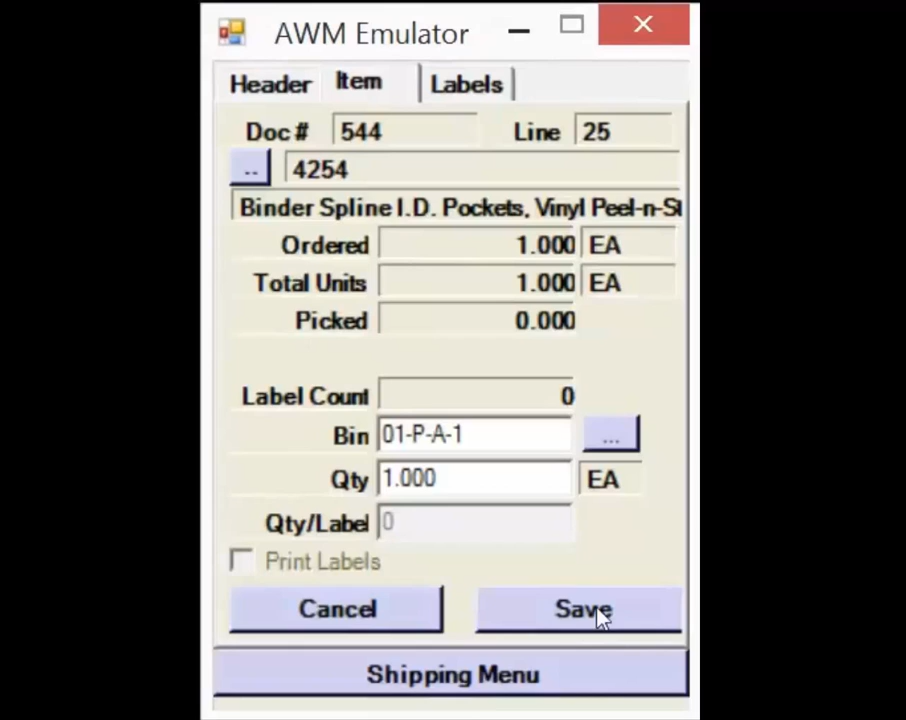 AWM Emulator
Header Item Labels
Doc # 544 Line 25
.. 4254
Binder Spline I.D. Pockets, Vinyl Peel-n-St
Ordered 1.000 EA
Total Units 1.000 EA
Picked 0.000
Label Count 0
Bin 01-P-A-1 ...
Qty 1.000 EA
Qty/Label 0
Print Labels
Cancel Save
Shipping Menu